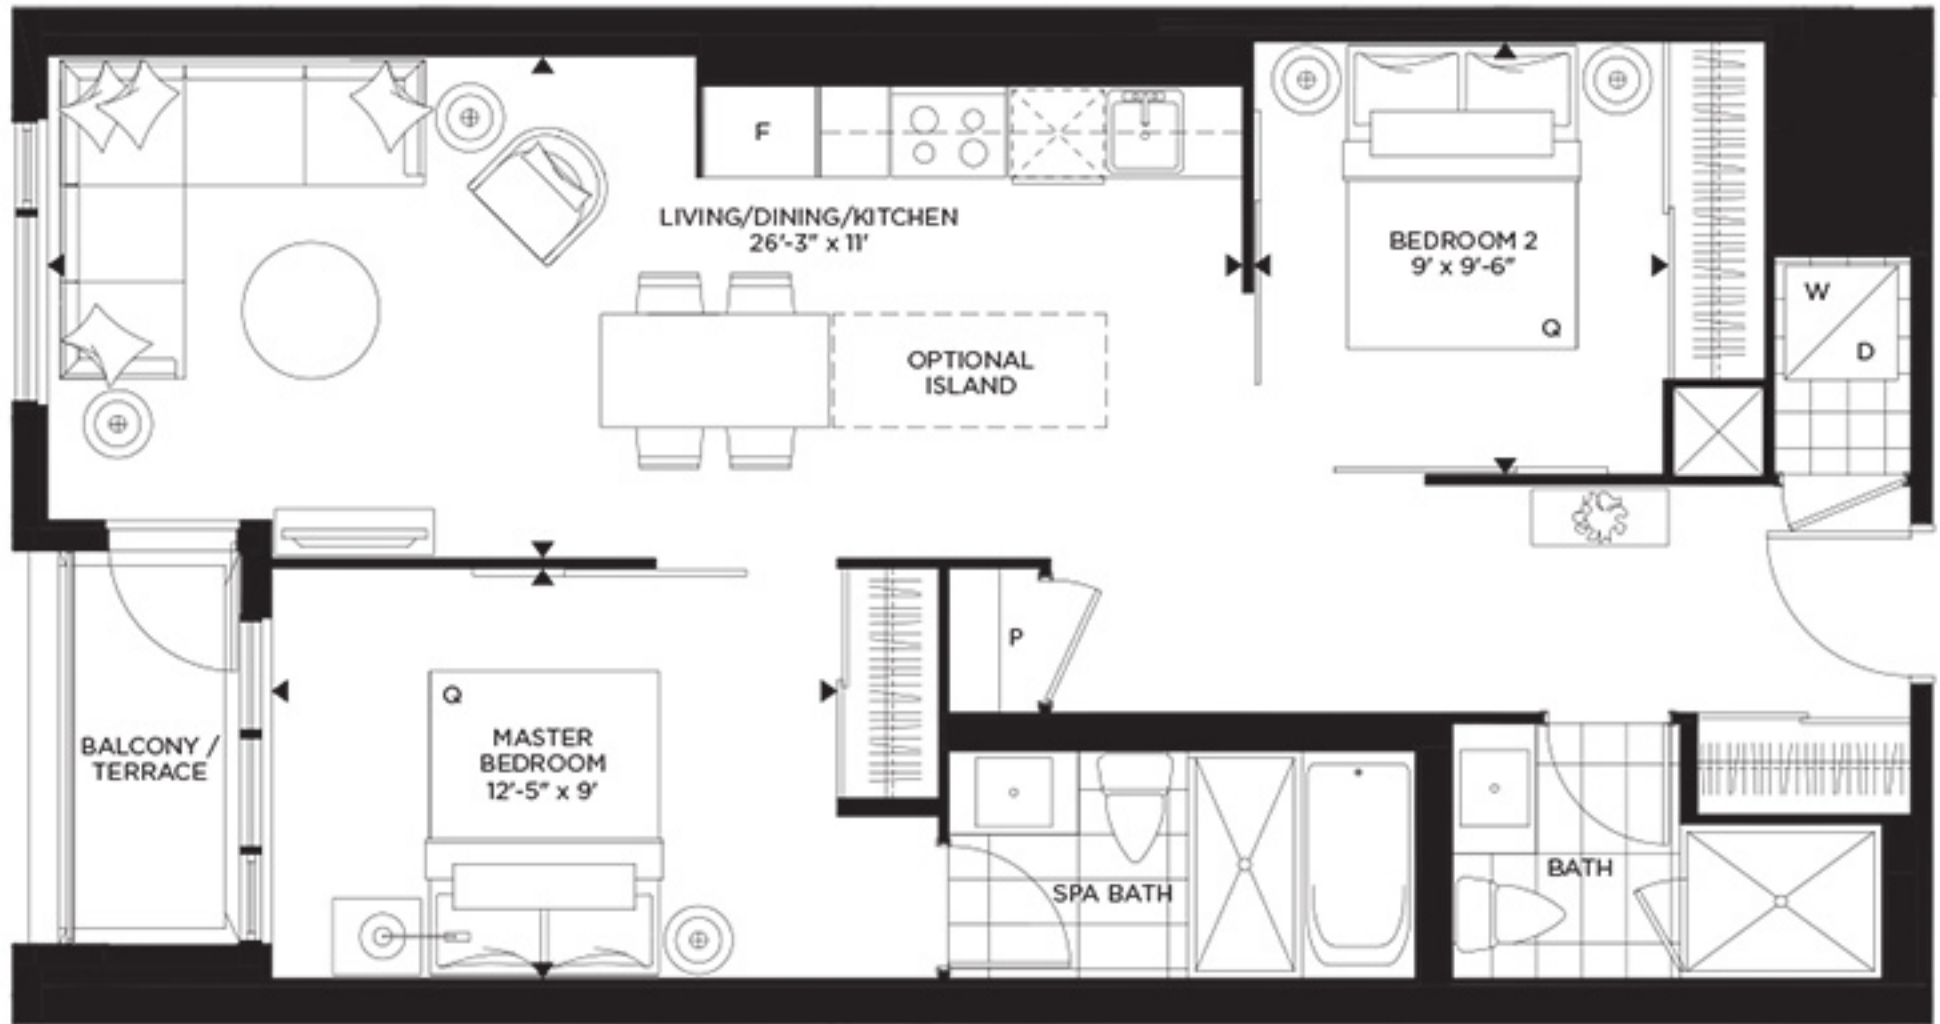 F
LIVING/DINING/KITCHEN
26'-3" x 11'
BEDROOM 2
9' x 9'-6"
Q
W
D
OPTIONAL
ISLAND
P
Q
MASTER
BEDROOM
12'-5" x 9'
BALCONY /
TERRACE
SPA BATH
BATH